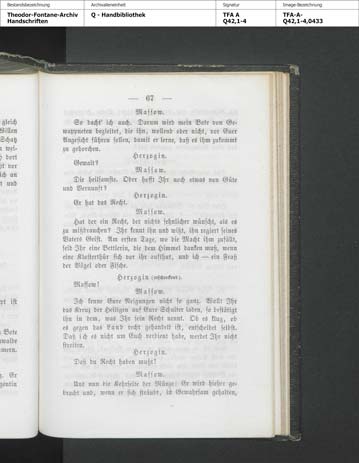 Bestandsbezeichnung
Archivalieneinheit
Signatur
Image-Bezeichnung
Theodor-Fontane-Archiv
Handschriften
Q - Handbibliothek
TFA A
Q42,1-4
TFA-A-
Q42,1-4,0433
— 67 —
Massow.
So dacht' ich auch. Darum wird mein Bote von Ge-
wappneten begleitet, die ihn, wollend oder nicht, vor Euer
Angesicht führen sollen, damit er lerne, daß es ihm zukommt
zu gehorchen.
Herzogin.
Gewalt?
Massow.
Die heilsamste. Oder hofft Ihr noch etwas von Güte
und Vernunft?
Herzogin.
Er hat das Recht.
Massow.
Hat der ein Recht, der nichts sehnlicher wünscht, als es
zu mißbrauchen? Ihr kennt ihn und wißt, ihn regiert seines
Vaters Geist. Am ersten Tage, wo die Macht ihm zufällt,
seid Ihr eine Bettlerin, die dem Himmel danken muß, wenn
eine Klosterthür sich vor ihr aufthut, und ich — ein Fraß
der Vögel oder Fische.
Herzogin (erschreckend).
Massow!
Massow.
Ich kenne Eure Neigungen nicht so ganz. Wollt Ihr
das Kreuz der Heiligen auf Eure Schulter laden, so bestätigt
ihn in dem, was Ihr sein Recht nennt. Ob es klug, ob
es gegen das Land recht gehandelt ist, entscheidet selbst.
Daß ich es nicht um Euch verdient habe, werdet Ihr nicht
streiten.
Herzogin.
Daß du Recht haben mußt!
Massow.
Und nun die Kehrseite der Münze: Er wird hieher ge-
bracht und, wenn er sich sträubt, in Gewahrsam gehalten,